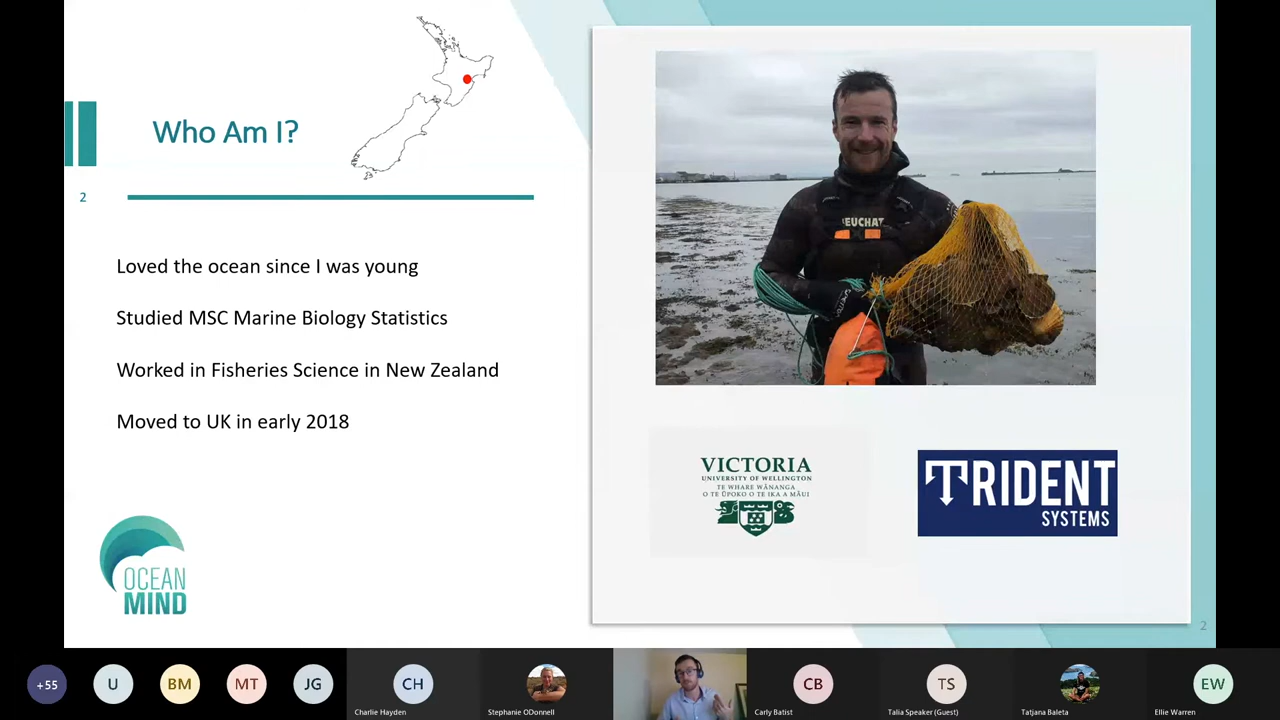 Who Am I?
2
Loved the ocean since I was young
Studied MSC Marine Biology Statistics
Worked in Fisheries Science in New Zealand
Moved to UK in early 2018
OCEAN
MIND
BEUCHAT
VICTORIA
UNIVERSITY OF WELLINGTON
TE WHARE WĀNANGA
O TE ŪPOKO O TE IKA A MĀUI
TRIDENT
SYSTEMS
2
+55
U
BM
MT
JG
CH
Charlie Hayden
Stephanie ODonnell
CB
Carly Batist
TS
Talia Speaker (Guest)
Tatjana Baleta
EW
Ellie Warren